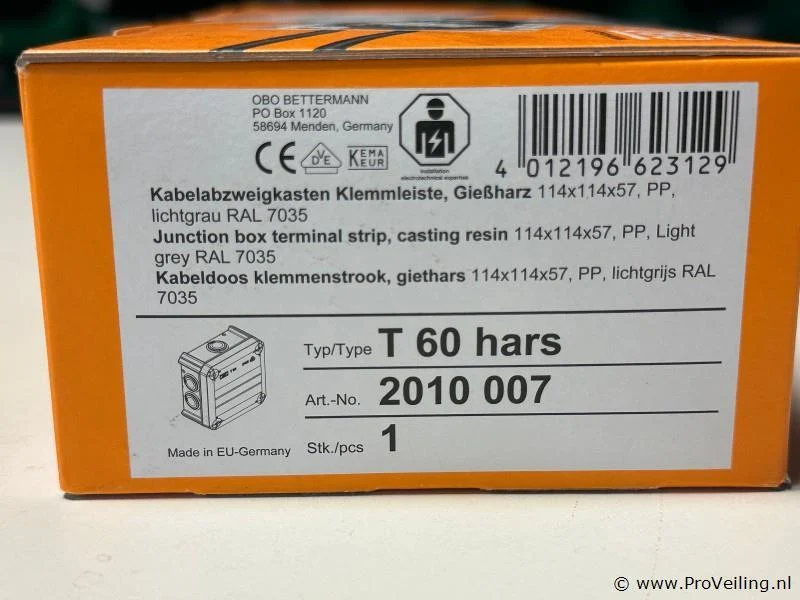 OBO BETTERMANN
PO Box 1120
58694 Menden, Germany
CE
DVE
KEMA
EUR
Installation
electrotechnical expertise
4 012196 623129
Kabelabzweigkasten Klemmleiste, Gießharz 114x114x57, PP,
lichtgrau RAL 7035
Junction box terminal strip, casting resin 114x114x57, PP, Light
grey RAL 7035
Kabeldoos klemmenstrook, giethars 114x114x57, PP, lichtgrijs RAL
7035
Typ/Type T 60 hars
Art.-No. 2010 007
Made in EU-Germany
Stk./pcs 1
© www.ProVeiling.nl